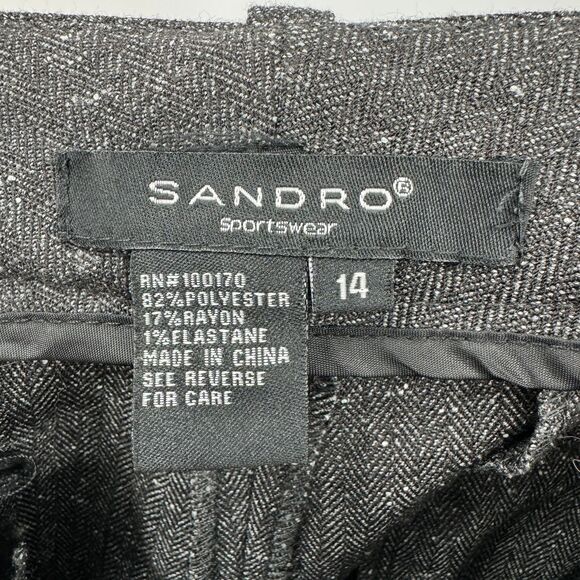 SANDRO®
Sportswear
14
RN#100170
82%POLYESTER
17%RAYON
1%ELASTANE
MADE IN CHINA
SEE REVERSE
FOR CARE